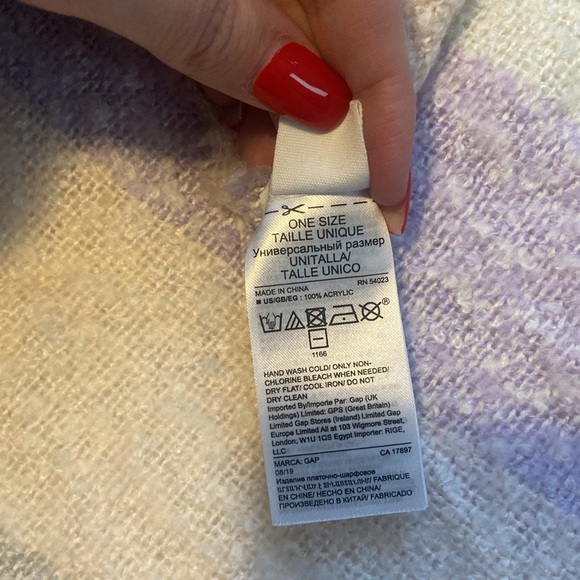 ONE SIZE
TAILLE UNIQUE
Универсальный размер
UNITALLA/
TALLE UNICO
MADE IN CHINA RN 54023
■ US/GB/EG : 100% ACRYLIC
®
1166
HAND WASH COLD/ ONLY NON-
CHLORINE BLEACH WHEN NEEDED/
DRY FLAT/ COOL IRON/ DO NOT
DRY CLEAN
Imported By/Importe Par: Gap (UK
Holdings) Limited: GPS (Great Britain)
Limited Gap Stores (Ireland) Limited Gap
Europe Limited All at 103 Wigmore Street,
London, W1U 1QS Egypt Importer: RIGE,
LLC
MARCA: GAP CA 17897
08/19
Изделие платочно-шарфовое
/ FABRIQUE
EN CHINE/ HECHO EN CHINA/
ПРОИЗВЕДЕНО В КИТАЙ/ FABRICADO